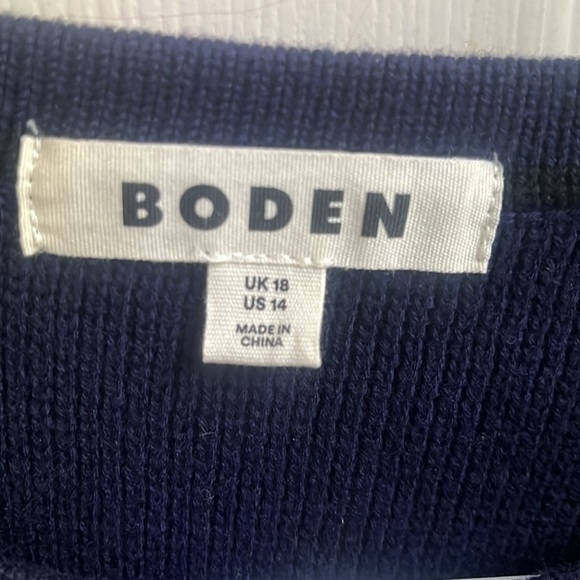 BODEN
UK 18
US 14
MADE IN
CHINA